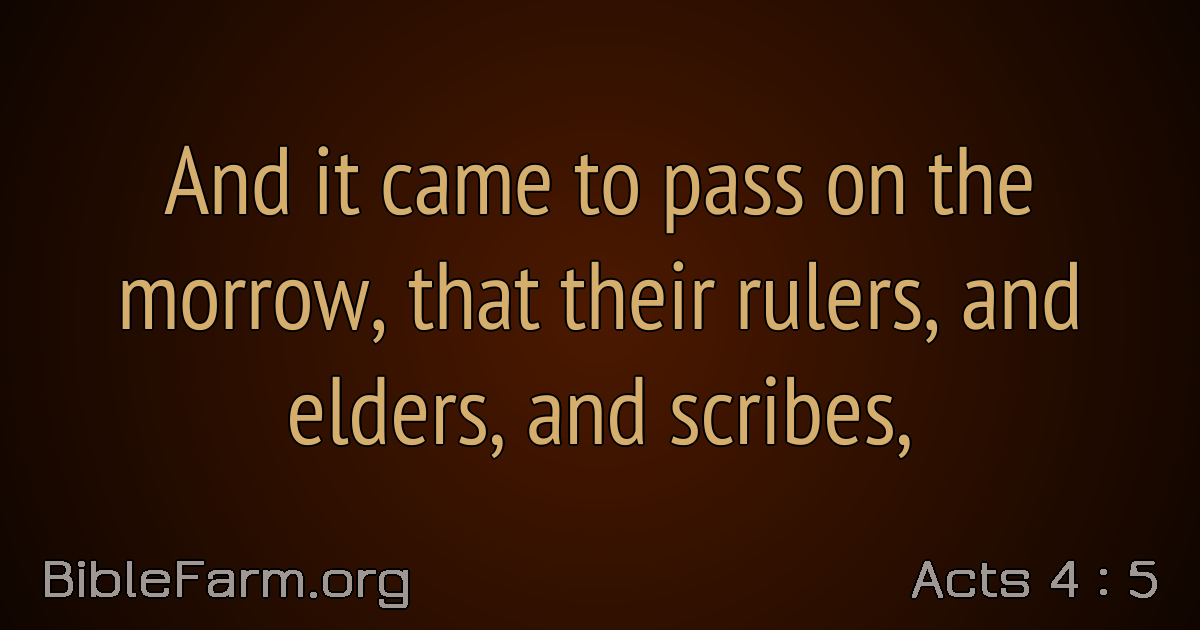 And it came to pass on the
morrow, that their rulers, and
elders, and scribes,
BibleFarm.org
Acts 4 : 5